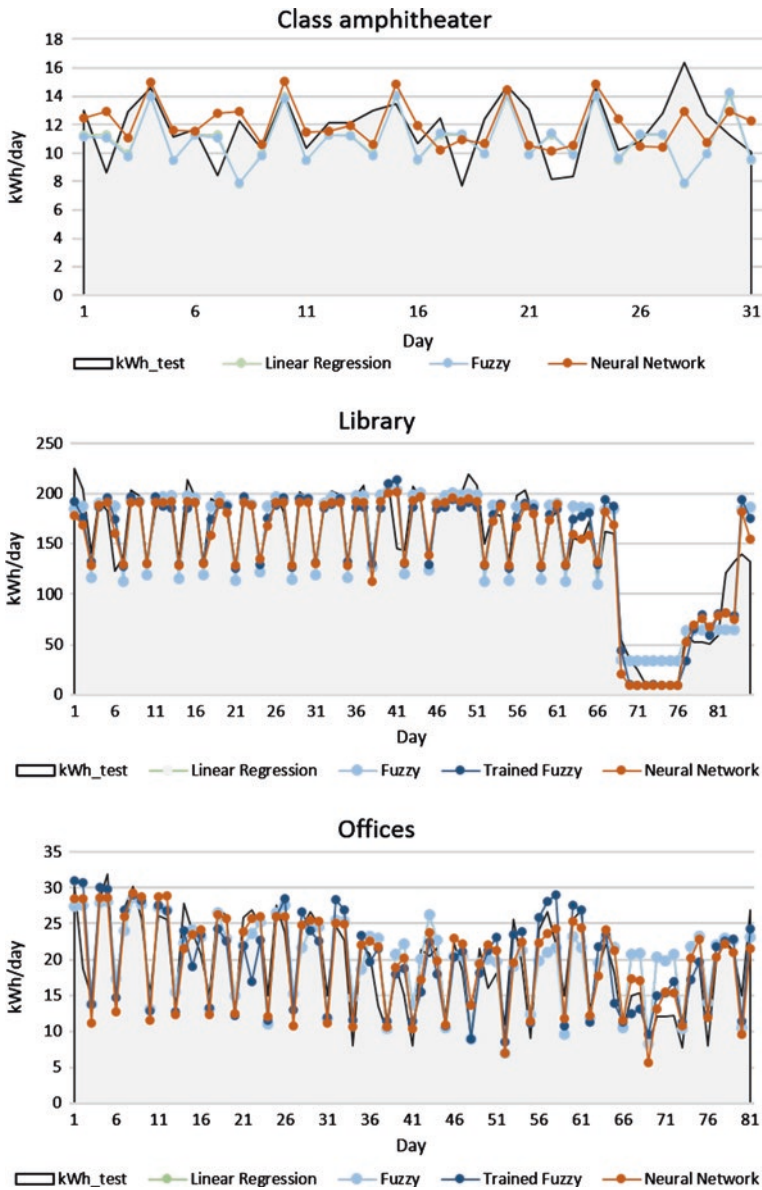 Class amphitheater
18
16
14
12
10
8
6
4
2
0
kWh/day
1 6 11 16 21 26 31
Day
kWh_test Linear Regression Fuzzy Neural Network
Library
250
200
150
100
50
0
kWh/day
1 6 11 16 21 26 31 36 41 46 51 56 61 66 71 76 81
Day
kWh_test Linear Regression Fuzzy Trained Fuzzy Neural Network
Offices
35
30
25
20
15
10
5
0
kWh/day
1 6 11 16 21 26 31 36 41 46 51 56 61 66 71 76 81
Day
kWh_test Linear Regression Fuzzy Trained Fuzzy Neural Network